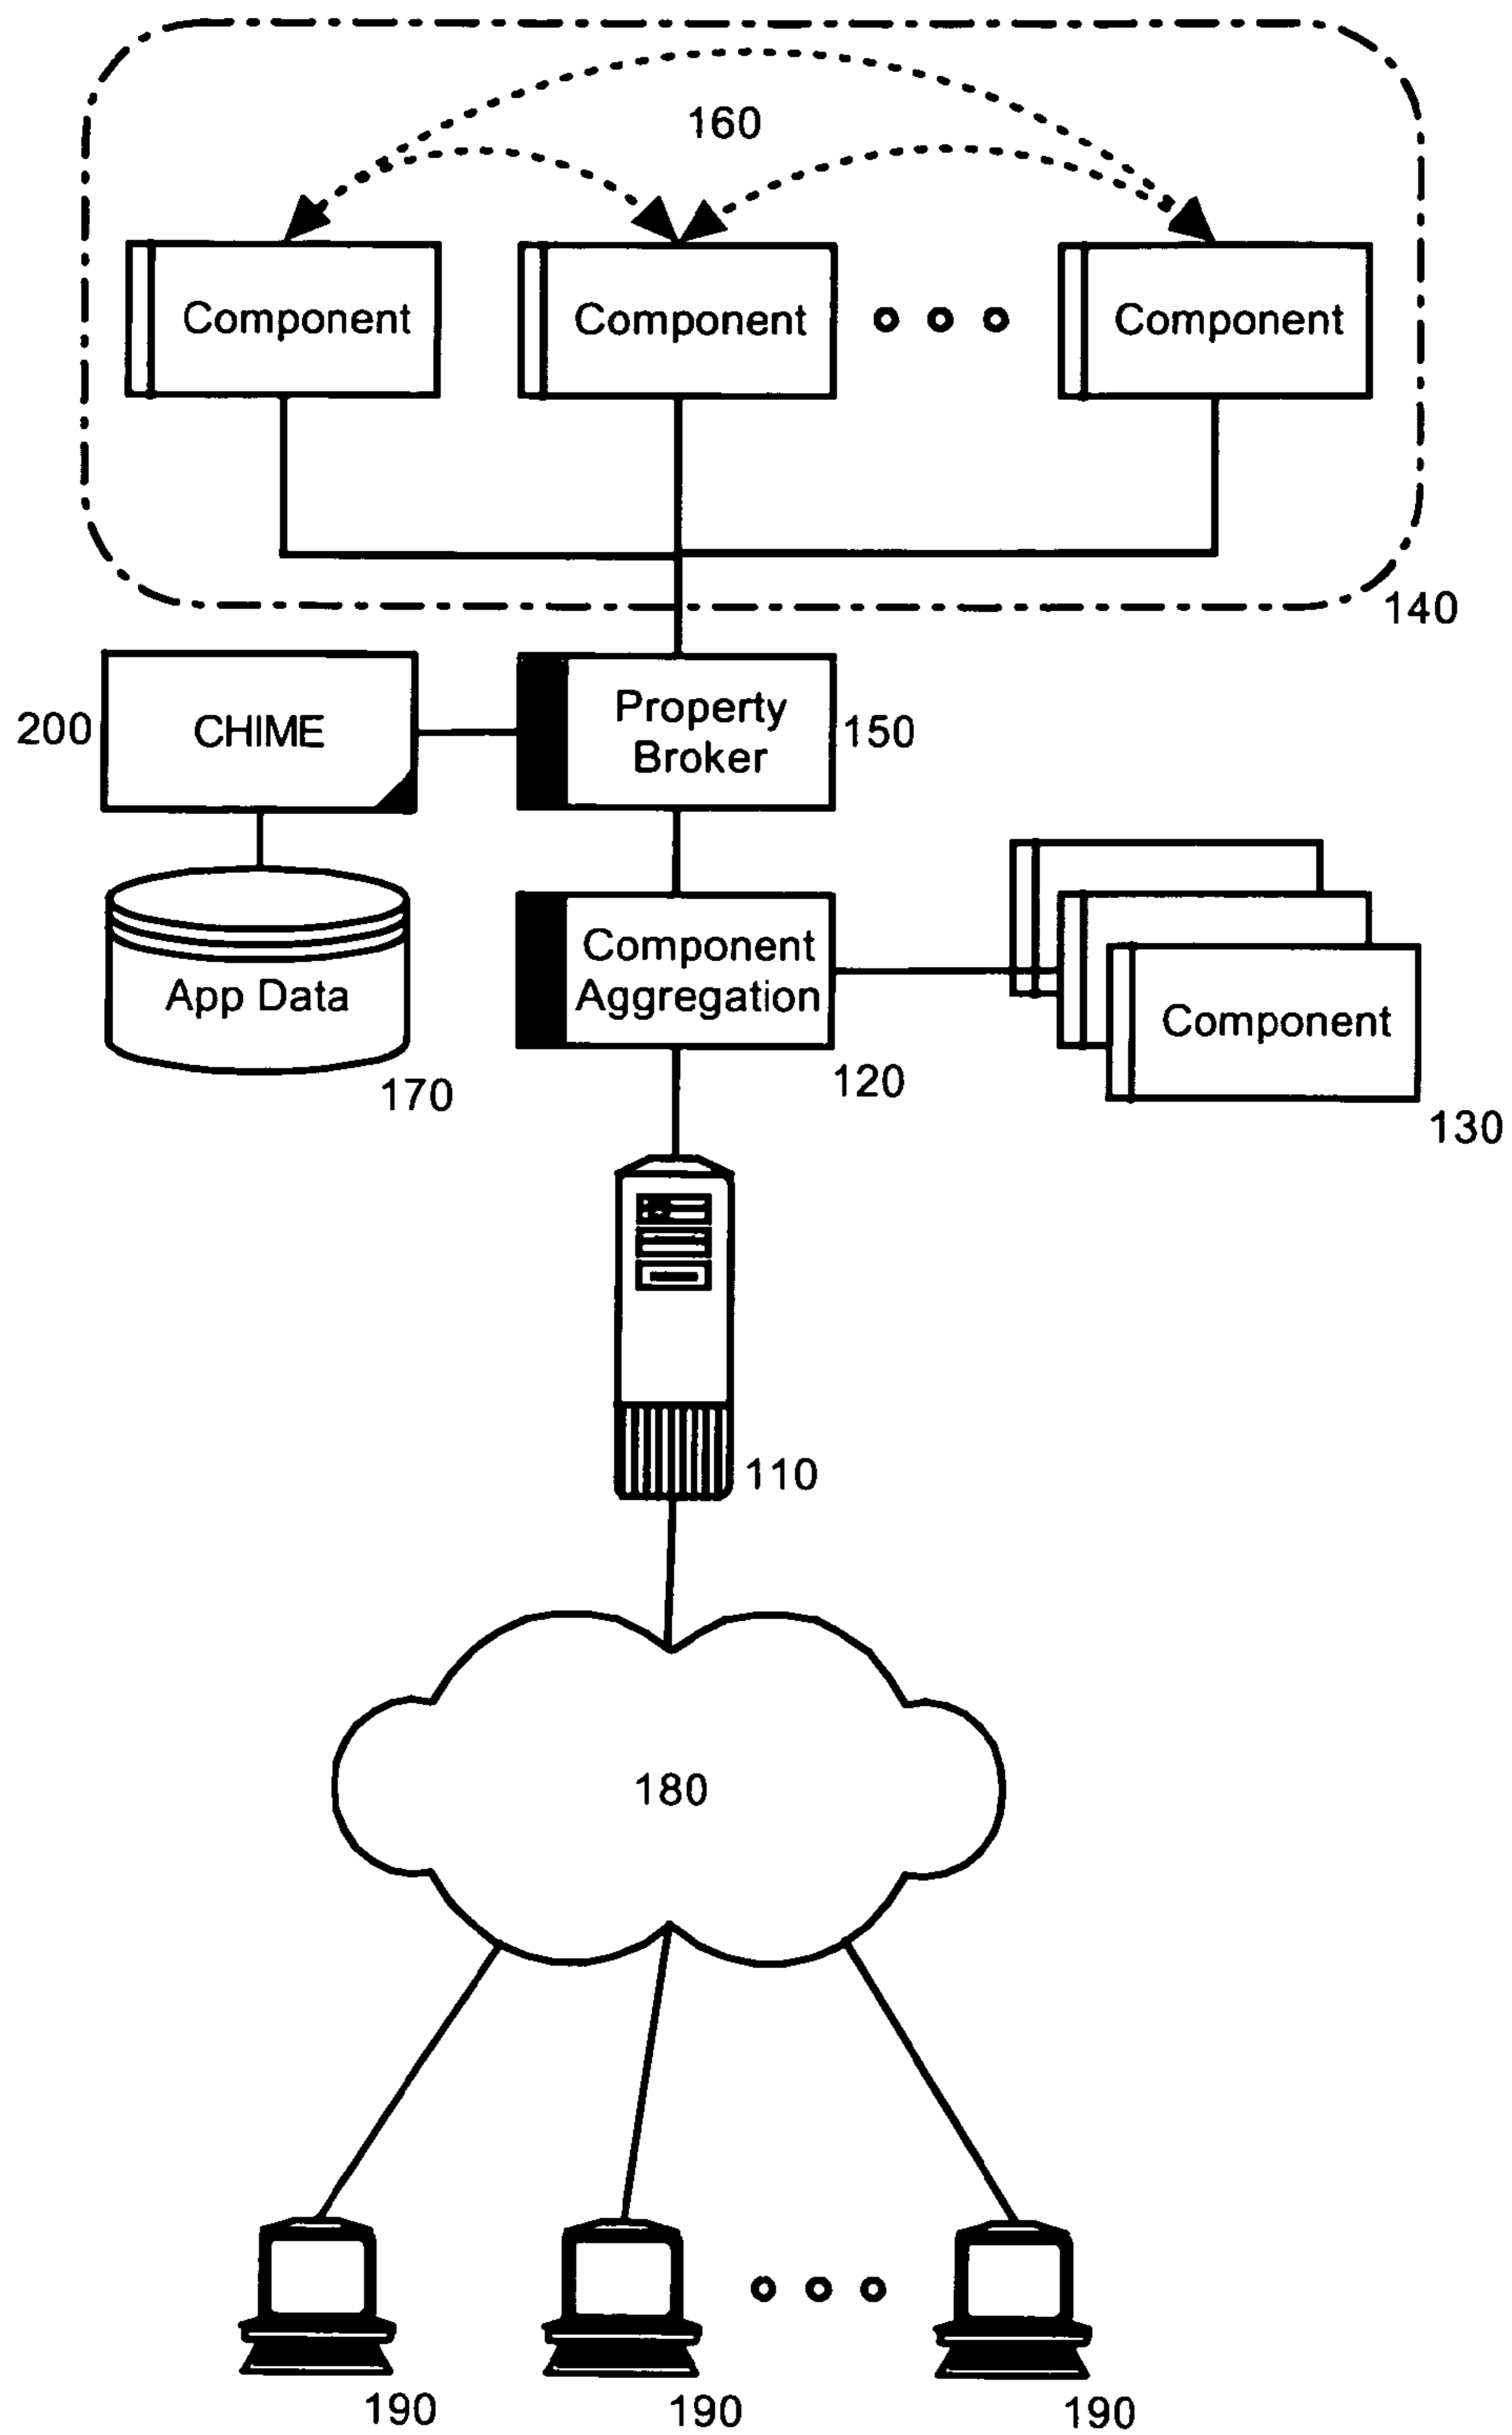 160
Component
Component
Component
140
200
CHIME
Property
Broker
150
Component
Aggregation
App Data
Component
170
120
130
110
180
190
190
190